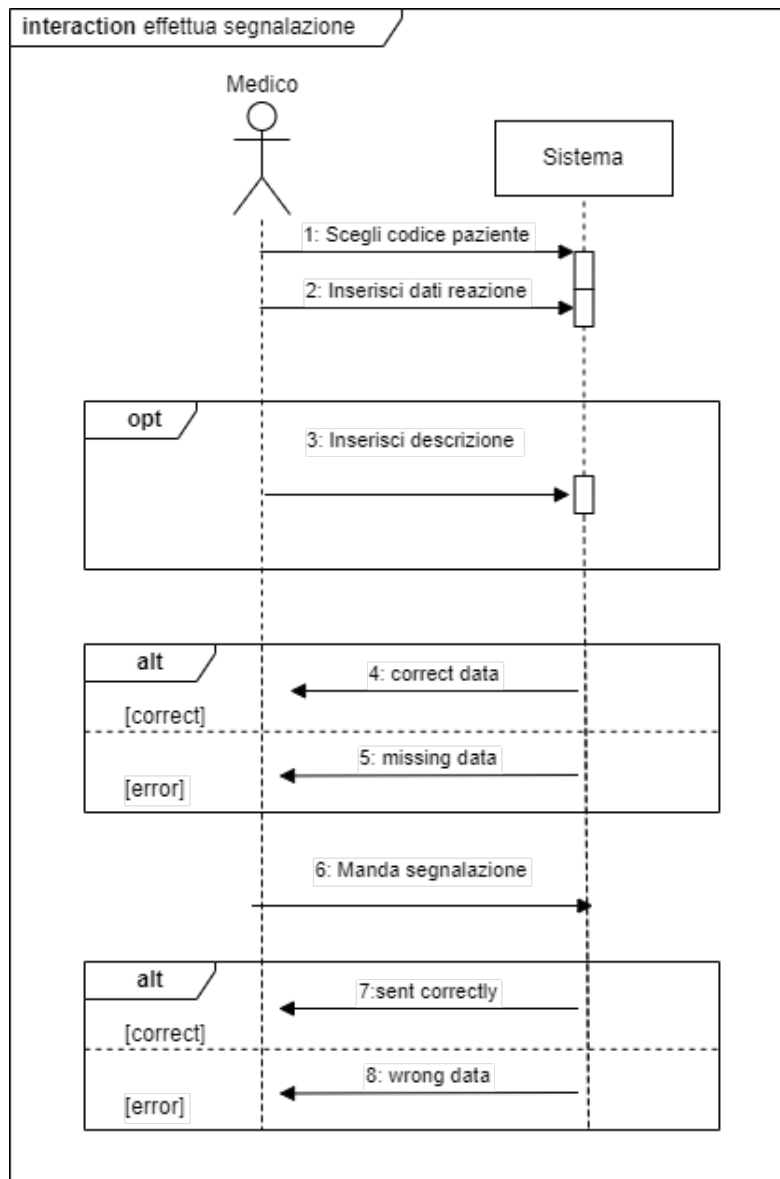 interaction effettua segnalazione
Medico
Sistema
1: Scegli codice paziente
2: Inserisci dati reazione
opt
3: Inserisci descrizione
alt
4: correct data
[correct]
5: missing data
[error]
6: Manda segnalazione
alt
7:sent correctly
[correct]
8: wrong data
[error]